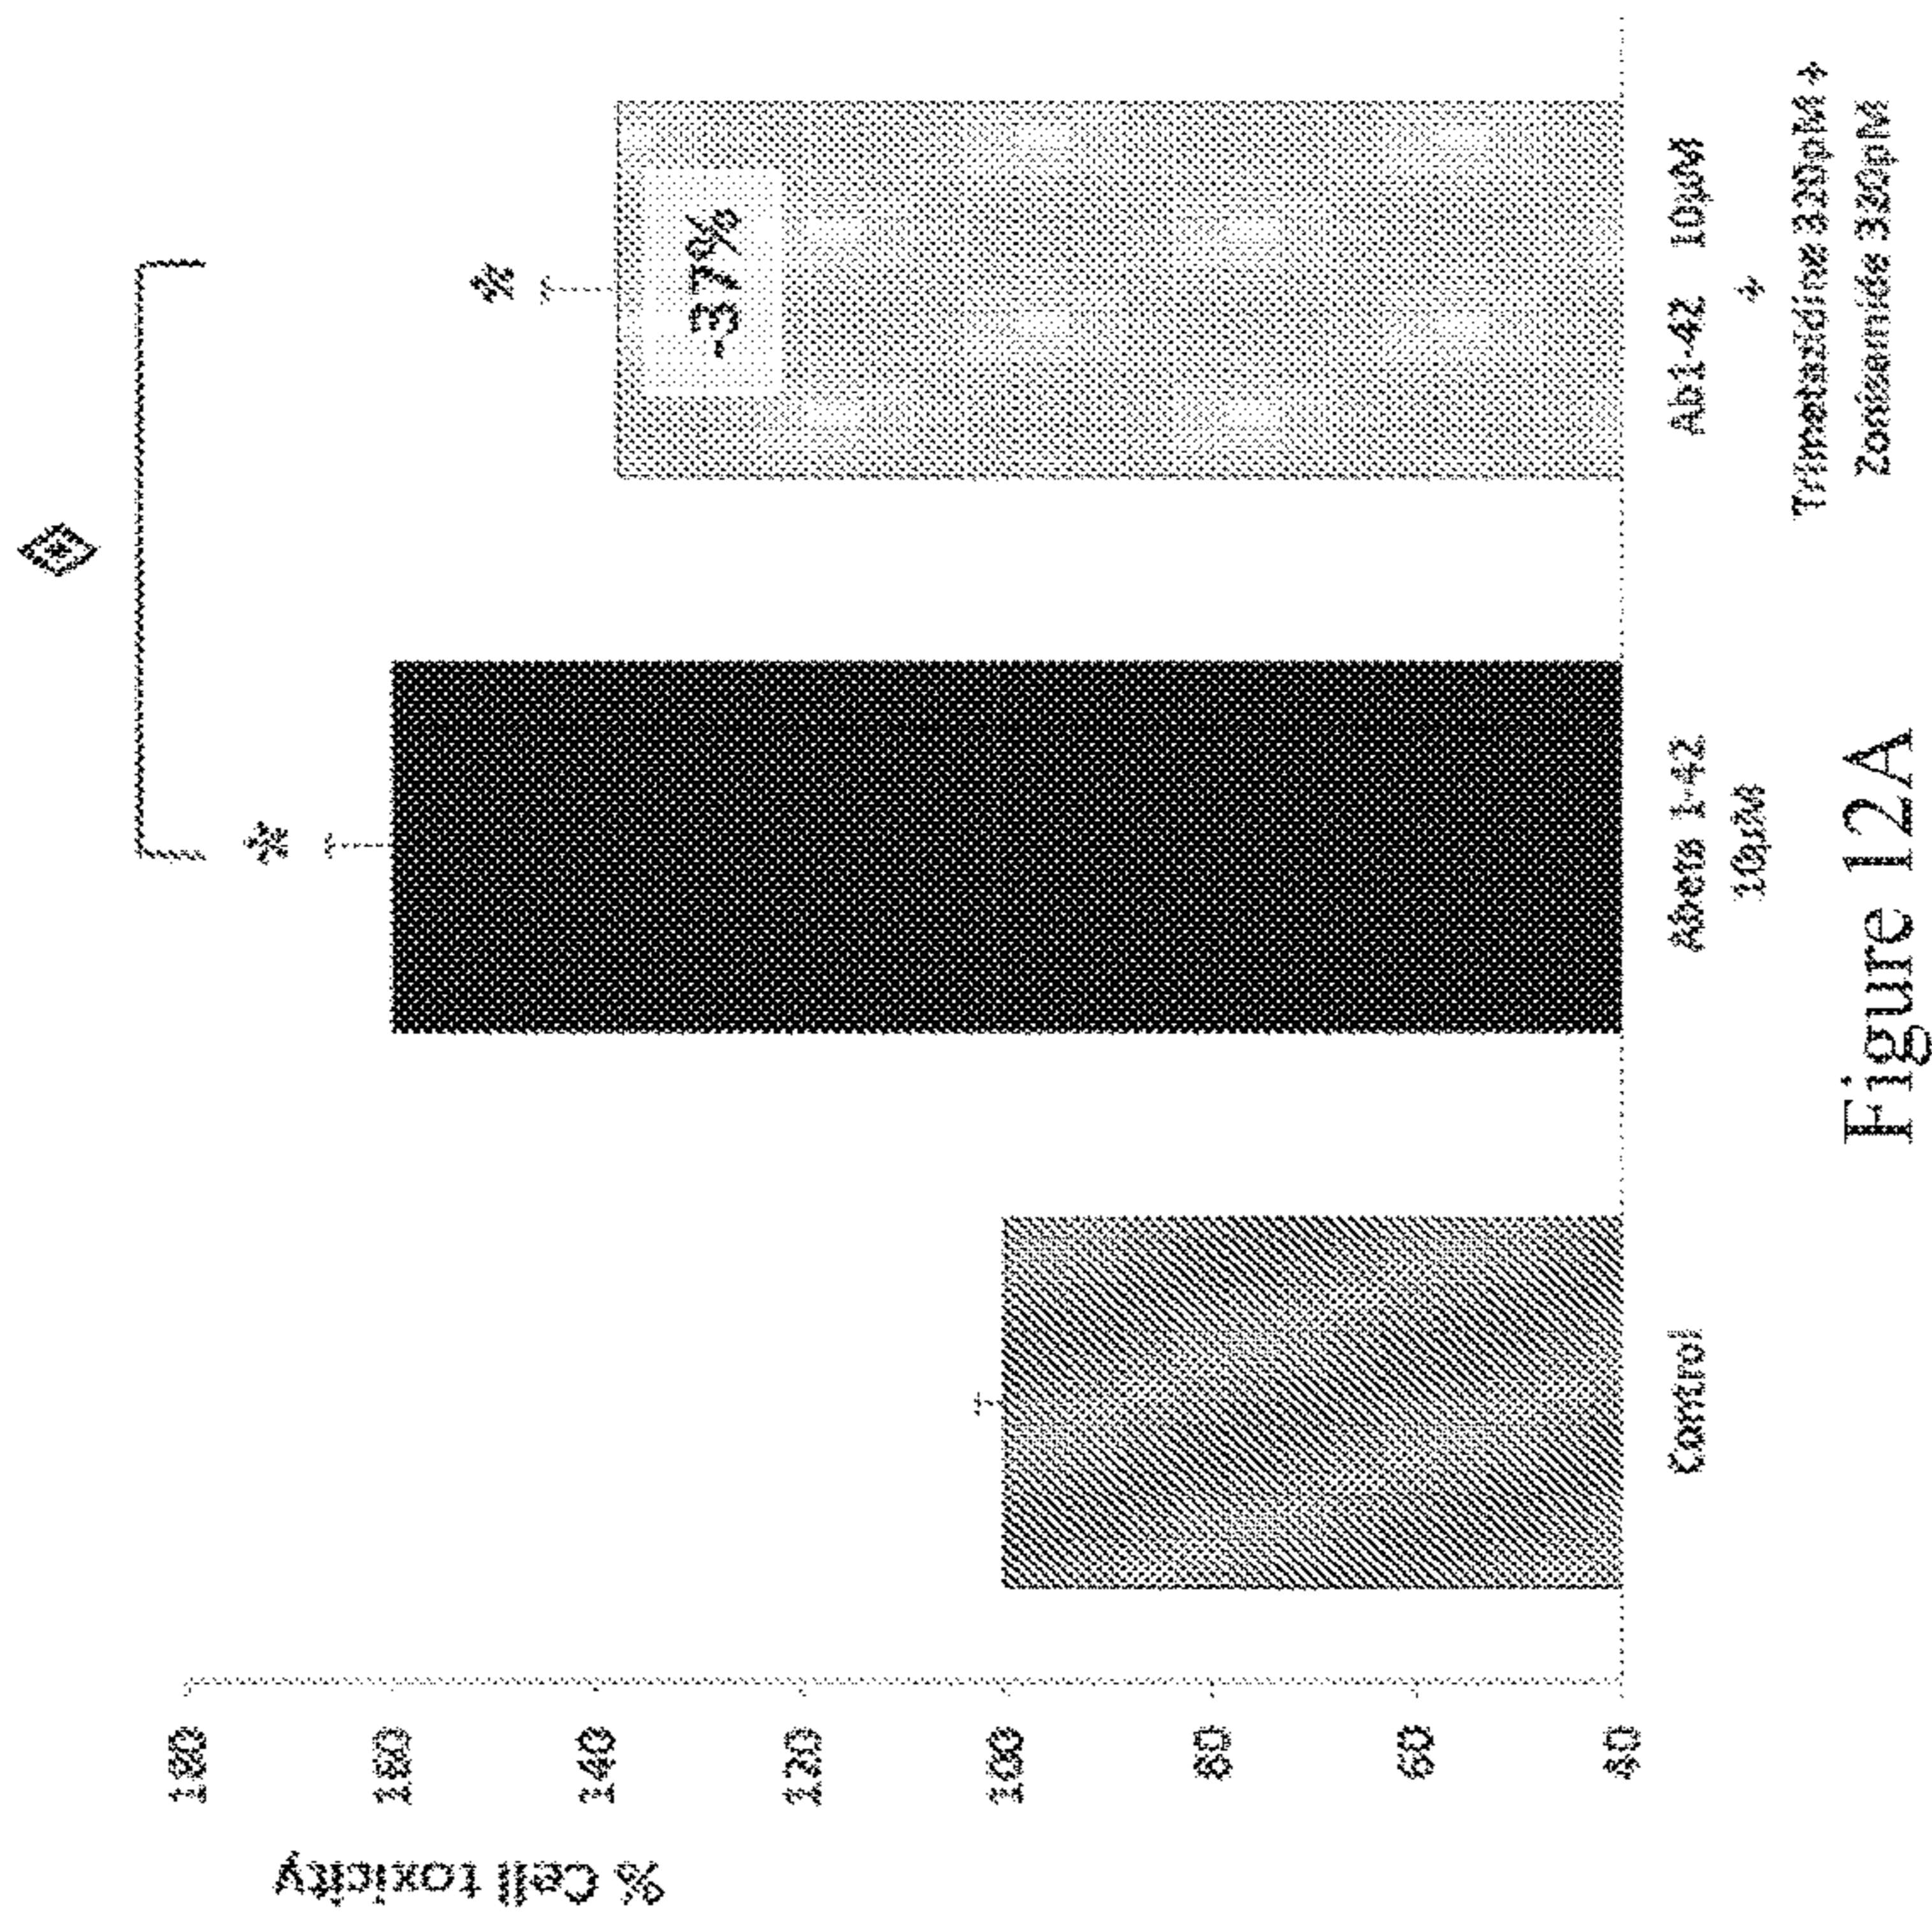 *
*
*
-37%
% Cell toxicity
180
160
140
120
100
80
60
40
Control
Abeta 1-42
10µM
Ab1-42 10µM
+
Trimetazidine 320pM +
Zonisamide 320pM
Figure 12A